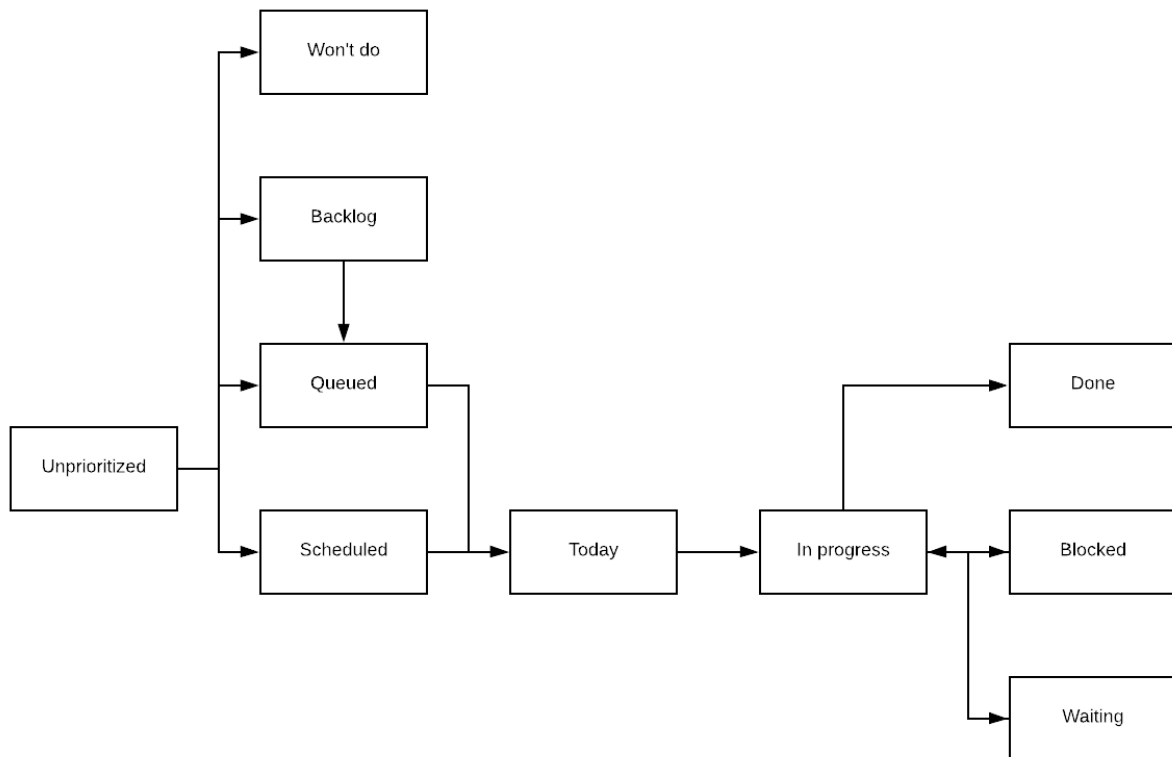 Won't do
Backlog
Queued
Done
Unprioritized
Scheduled
Today
In progress
Blocked
Waiting